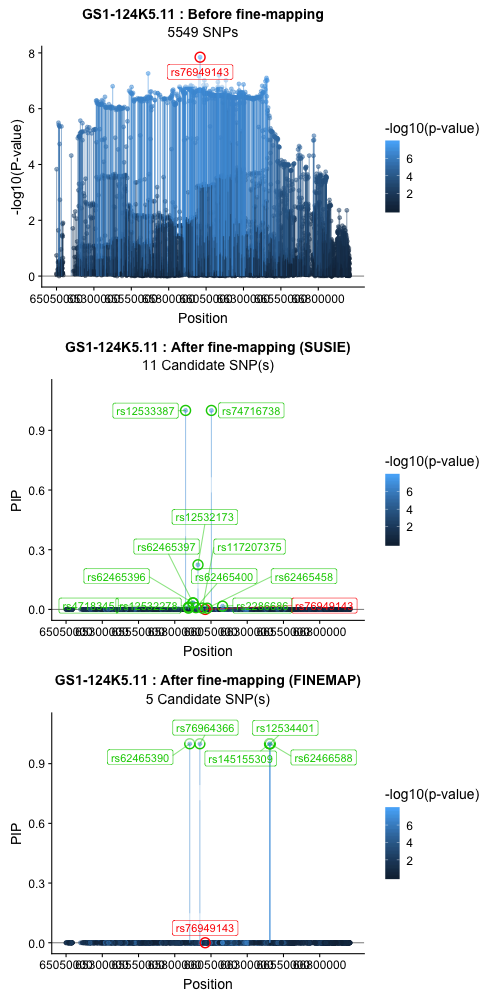 GS1-124K5.11 : Before fine-mapping
5549 SNPs
8
6
4
2
0
-log10(P-value)
rs76949143
Position
-log10(p-value)
6
4
2
GS1-124K5.11 : After fine-mapping (SUSIE)
11 Candidate SNP(s)
0.9
0.6
0.3
0.0
PIP
rs12533387
rs74716738
rs12532173
rs62465397
rs117207375
rs62465396
rs62465400
rs62465458
rs4718345
rs76949143
Position
-log10(p-value)
6
4
2
GS1-124K5.11 : After fine-mapping (FINEMAP)
5 Candidate SNP(s)
0.9
0.6
0.3
0.0
PIP
rs76964366
rs12534401
rs62465390
rs145155309
rs62466588
rs76949143
Position
-log10(p-value)
6
4
2